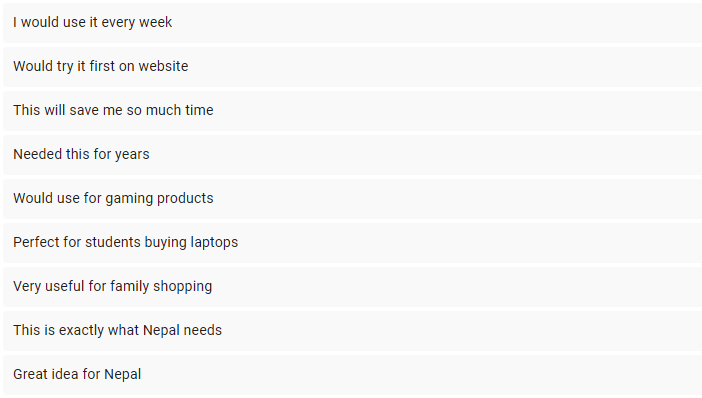 I would use it every week
Would try it first on website
This will save me so much time
Needed this for years
Would use for gaming products
Perfect for students buying laptops
Very useful for family shopping
This is exactly what Nepal needs
Great idea for Nepal